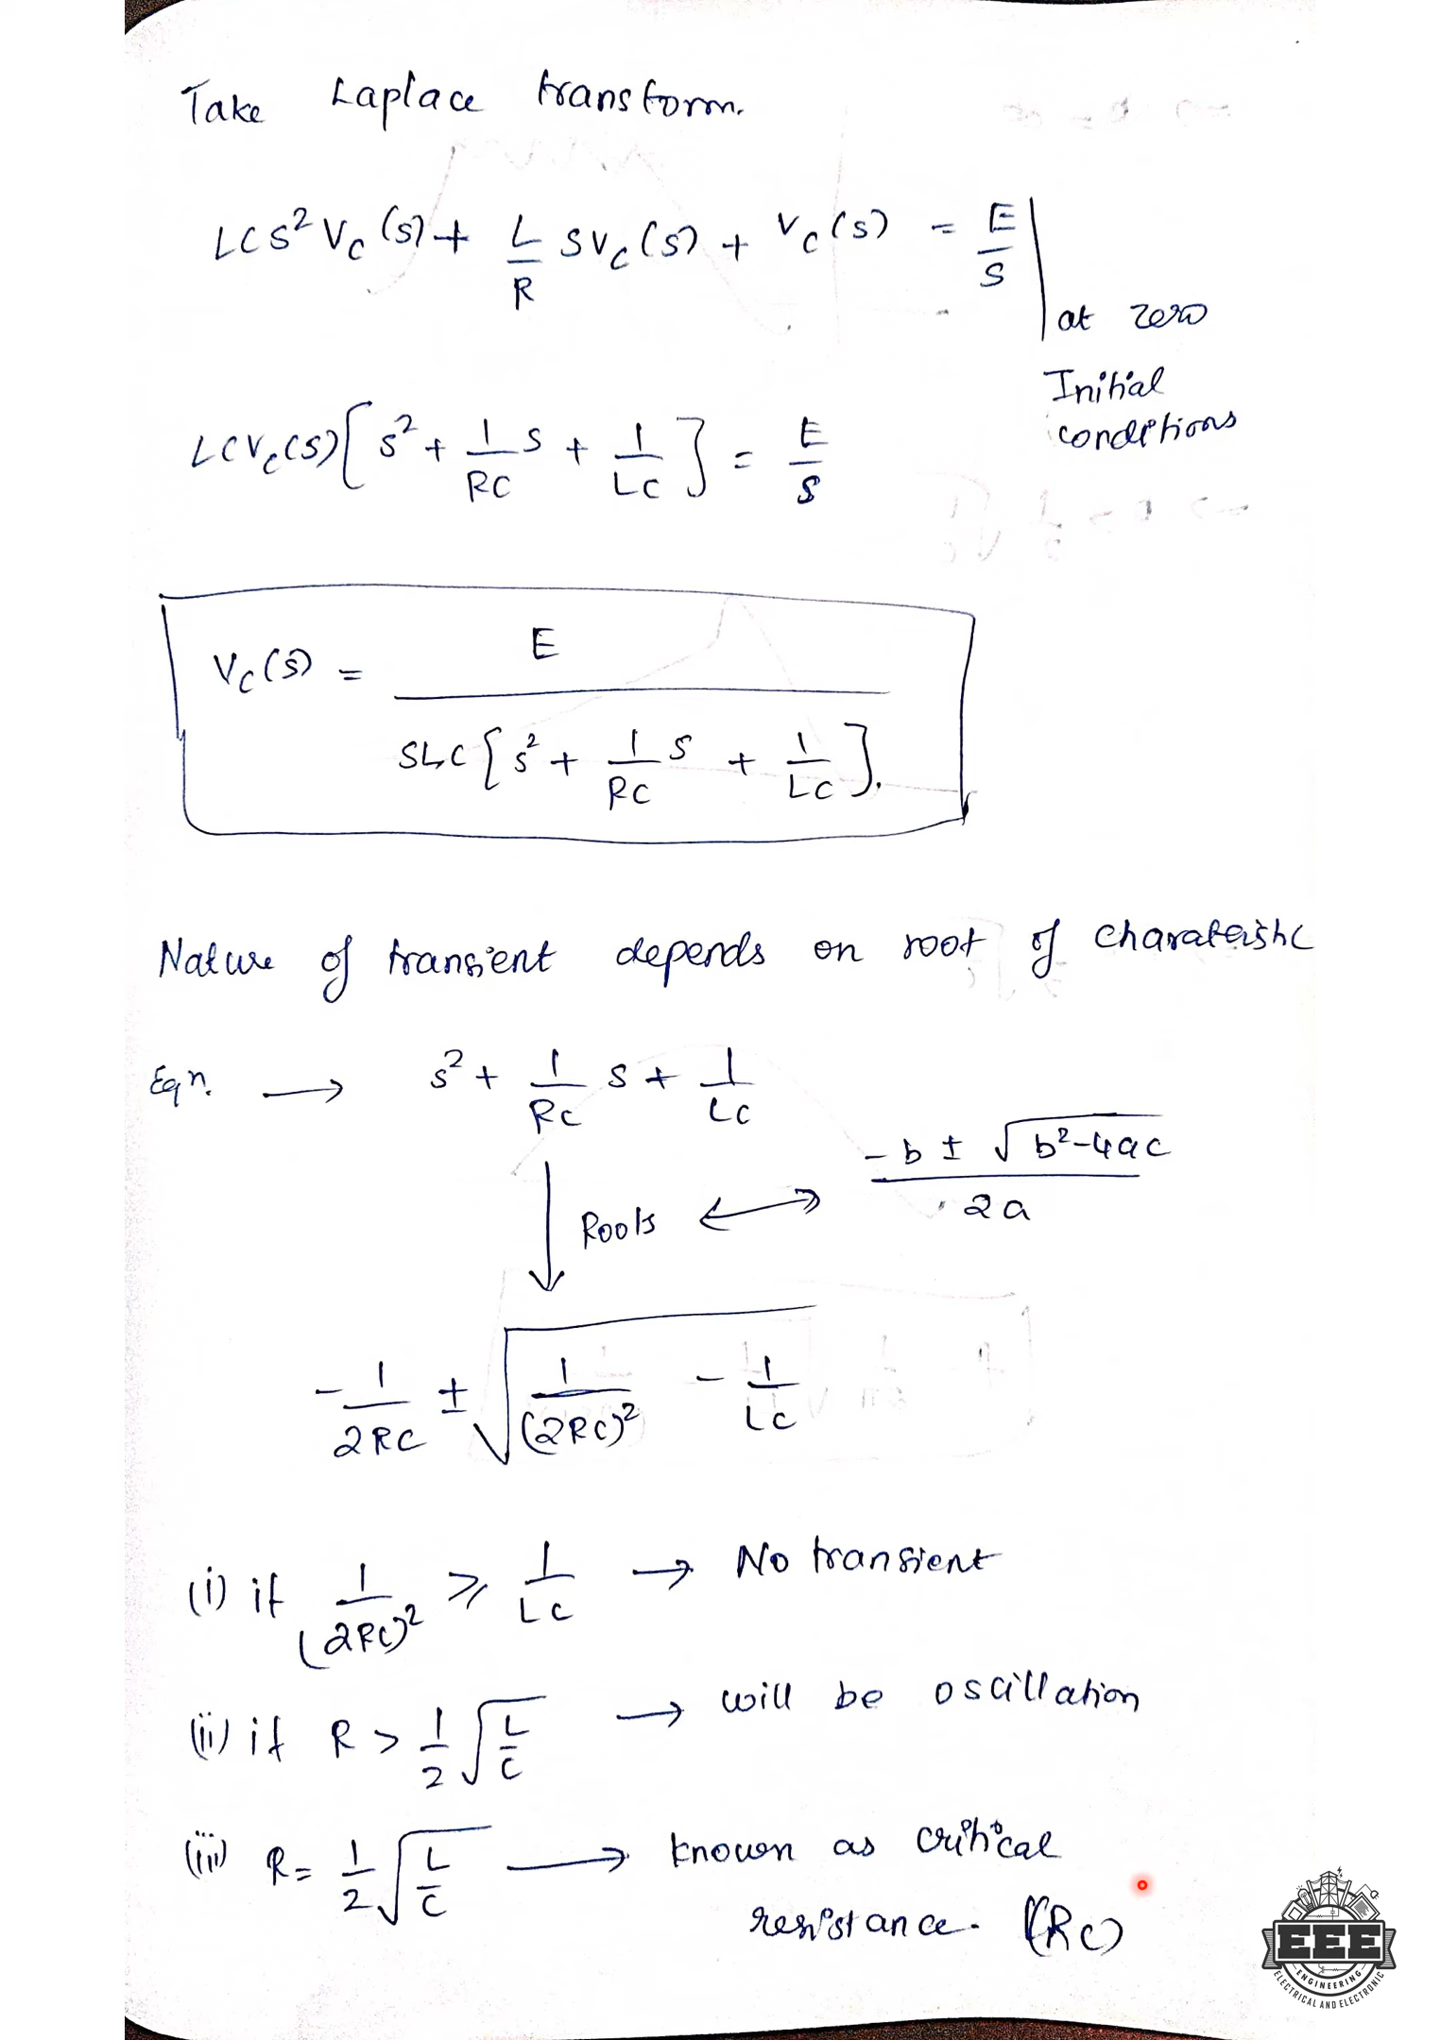 Take Laplace transform.
LCS² Vc(s) + L/R SVc(s) + Vc(s) = E/S | at zero
Initial
conditions
LCVc(s)[s² + 1/RC S + 1/LC] = E/S
Vc(s) = E / SLC[s² + 1/RC S + 1/LC].
Nature of transient depends on root of charateristic
Eqn. → s² + 1/RC S + 1/LC
Roots ↔ -b ± √b²-4ac / 2a
-1/2RC ± √1/(2RC)² - 1/LC
(i) if 1/(2RC)² ≥ 1/LC → No transient
(ii) if R > 1/2 √L/C → will be oscillation
(iii) R = 1/2 √L/C → known as critical
resistance. (Rc)
EEE
ENGINEERING
ELECTRICAL AND ELECTRONIC